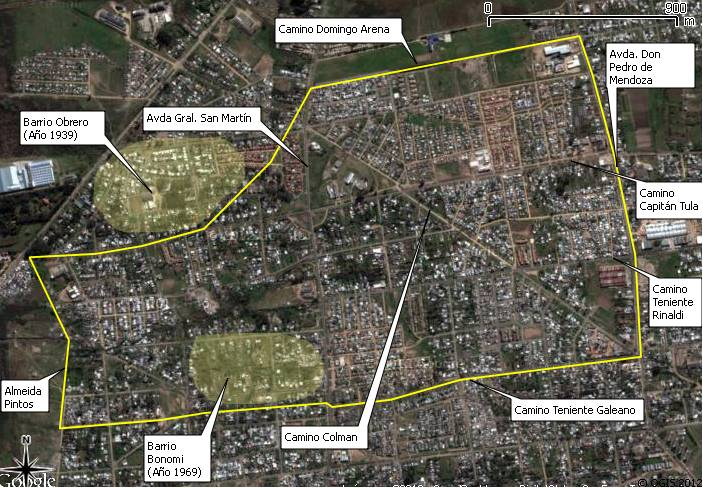 0 900
m
Camino Domingo Arena
Avda. Don
Pedro de
Mendoza
Barrio Obrero
(Año 1939)
Avda Gral. San Martín
Camino
Capitán Tula
Camino
Teniente
Rinaldi
Almeida
Pintos
Camino Teniente Galeano
Camino Colman
Barrio
Bonomi
(Año 1969)
N
Google